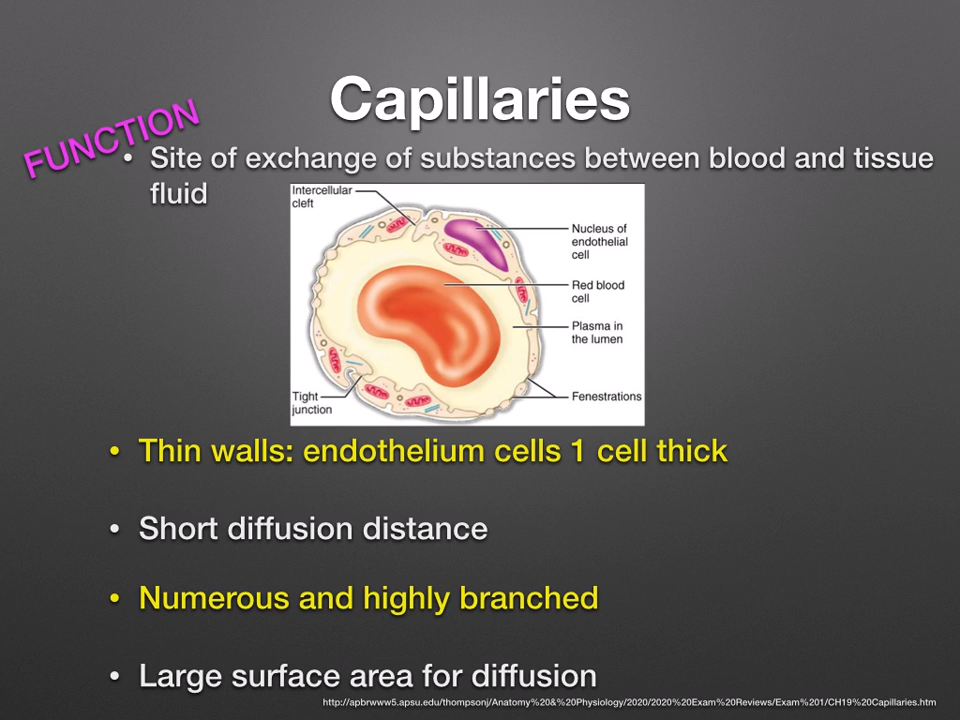 Capillaries
FUNCTION
• Site of exchange of substances between blood and tissue
fluid
Intercellular
cleft
Nucleus of
endothelial
cell
Red blood
cell
Plasma in
the lumen
Tight
junction
Fenestrations
• Thin walls: endothelium cells 1 cell thick
• Short diffusion distance
• Numerous and highly branched
• Large surface area for diffusion
http://apbrwww5.apsu.edu/thompsonj/Anatomy%20&%20Physiology/2020/2020%20Exam%20Reviews/Exam%201/CH19%20Capillaries.htm